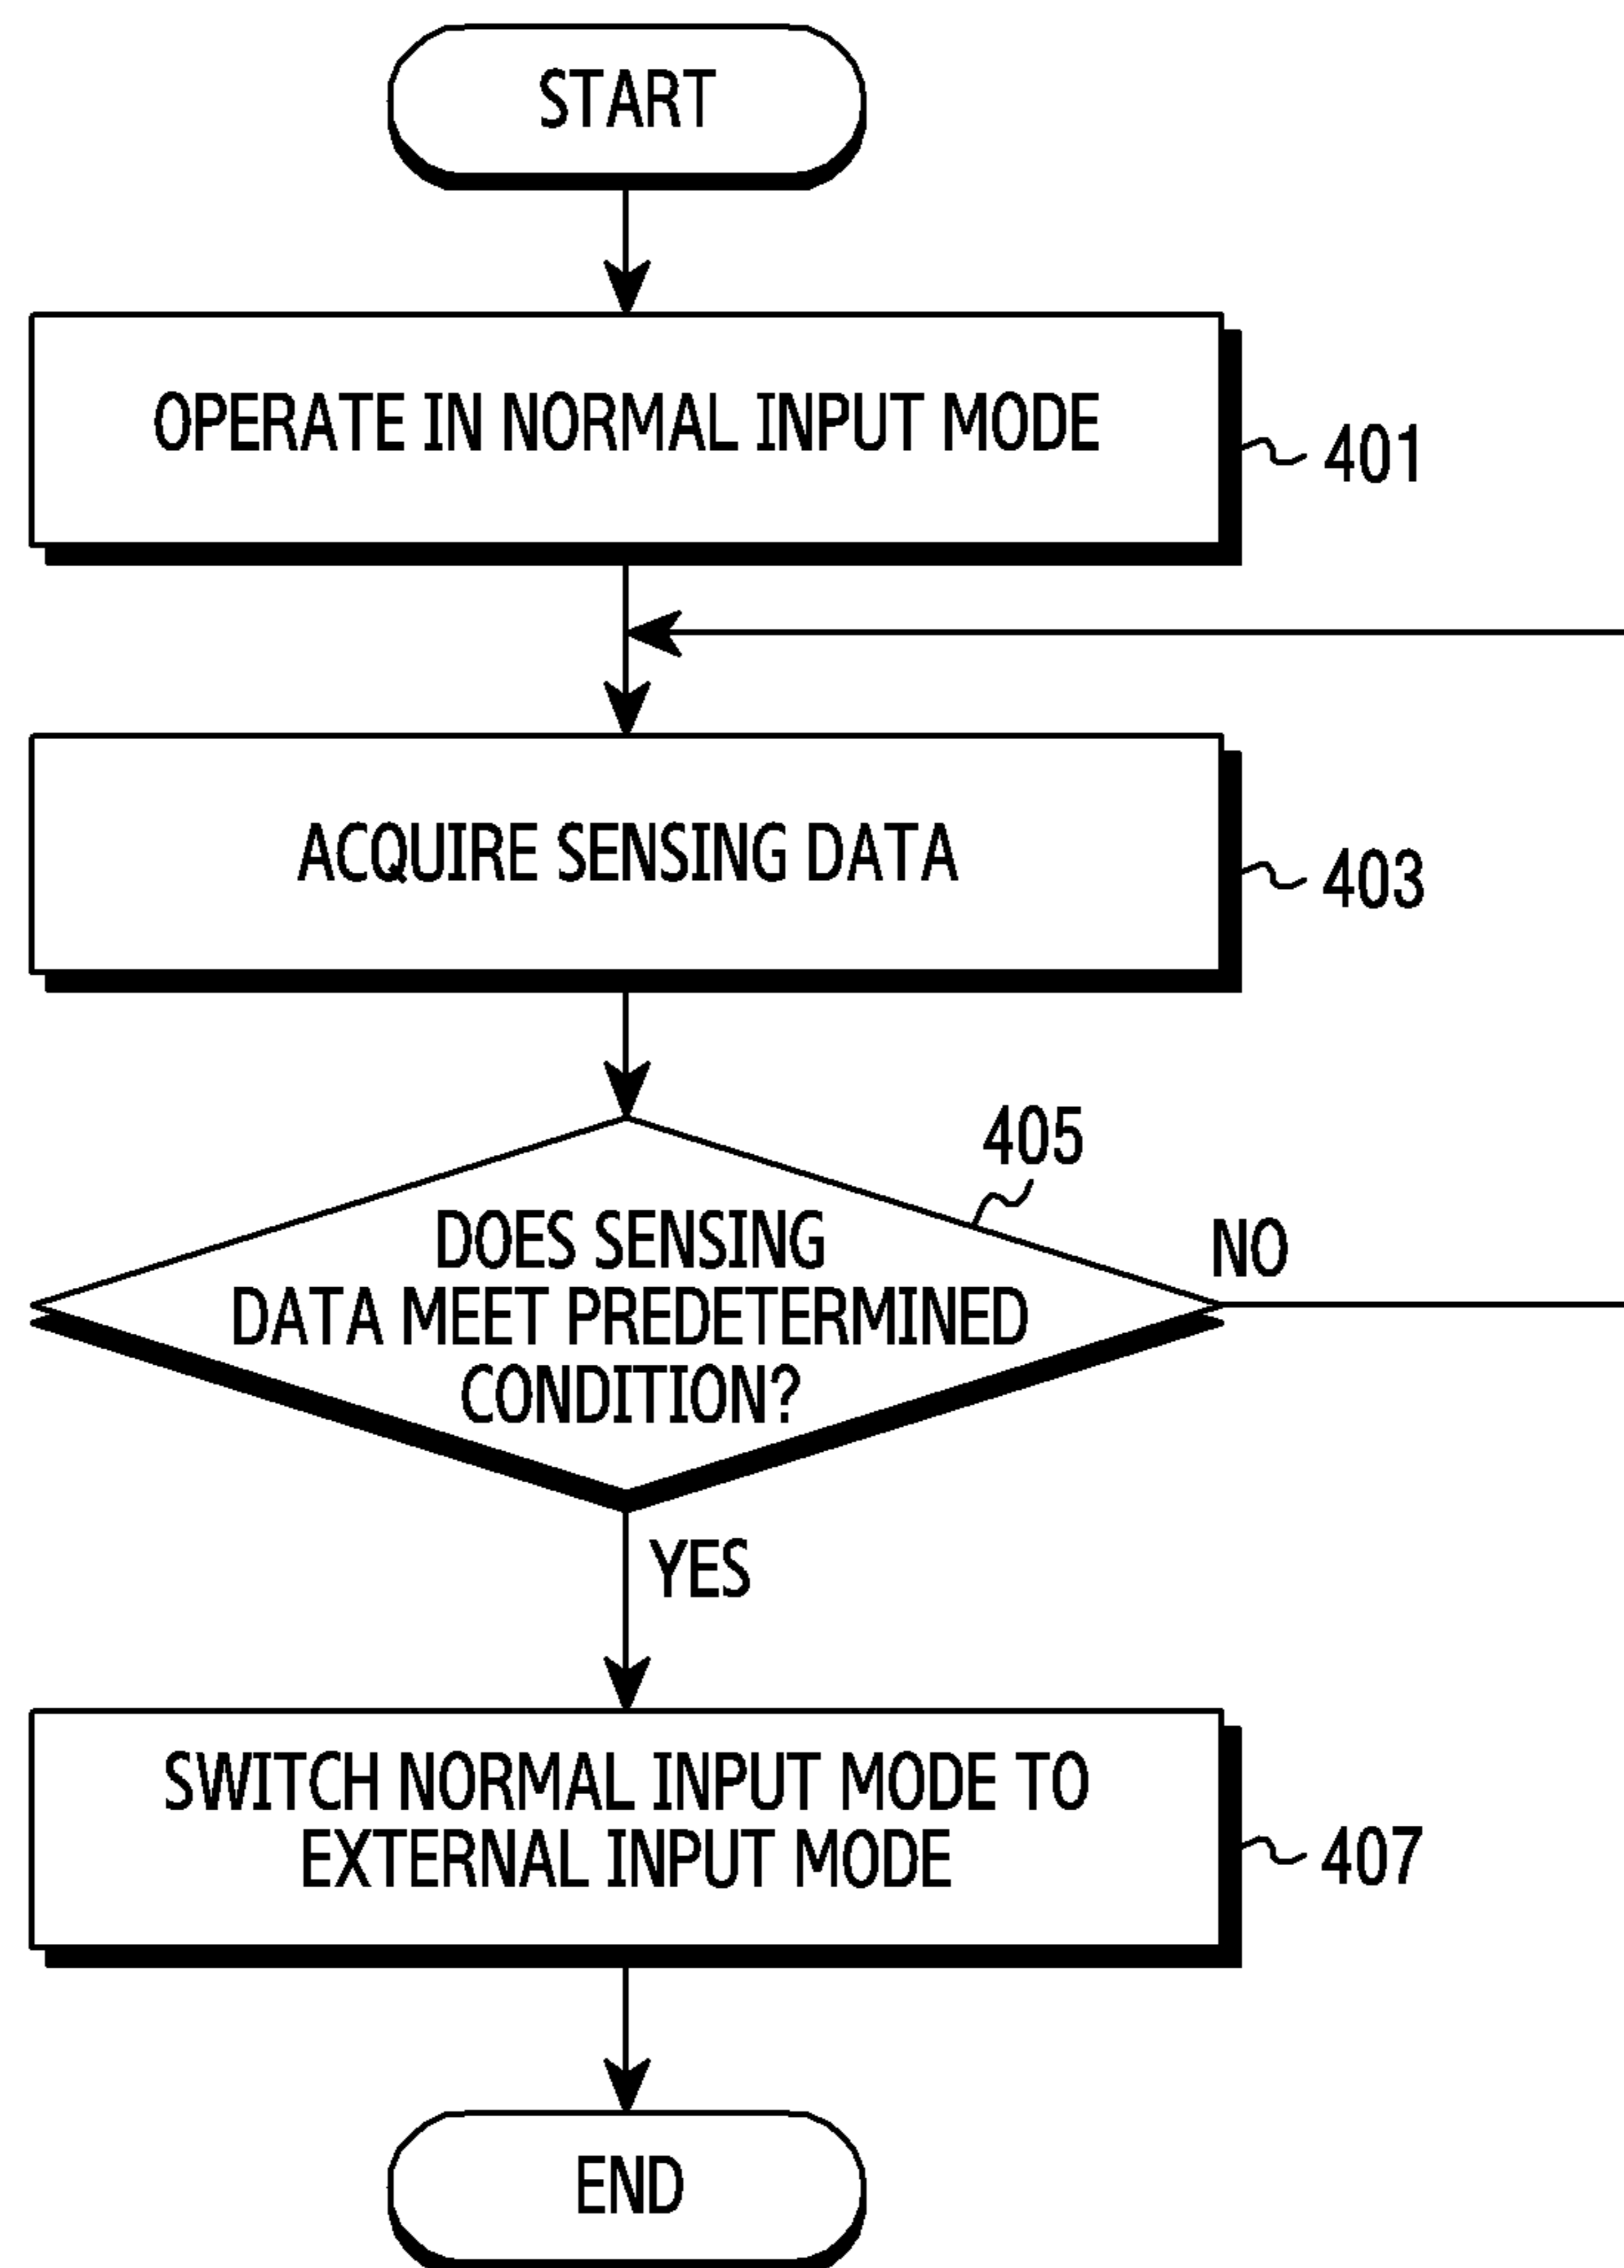 START
OPERATE IN NORMAL INPUT MODE
401
ACQUIRE SENSING DATA
403
405
DOES SENSING
DATA MEET PREDETERMINED
CONDITION?
NO
YES
SWITCH NORMAL INPUT MODE TO
EXTERNAL INPUT MODE
407
END